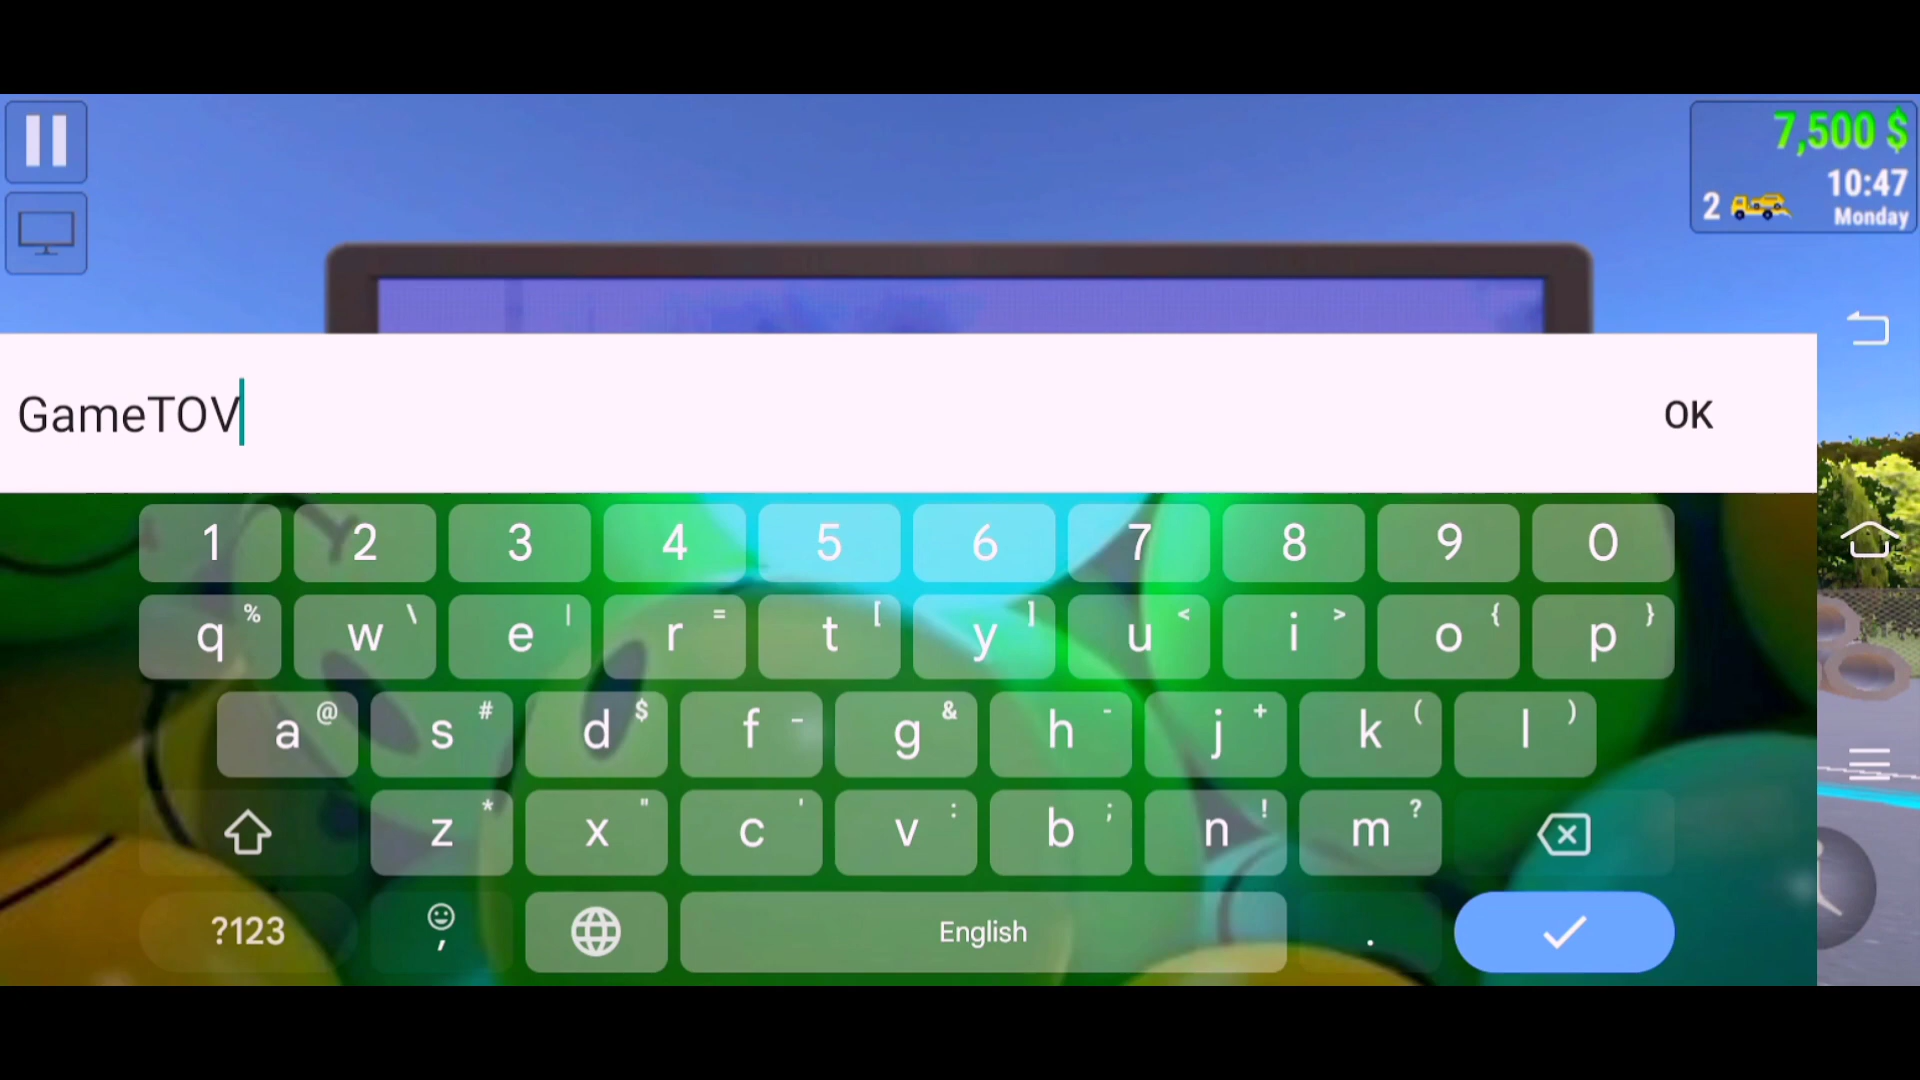 7,500 $
10:47
2
Monday
GameTOV
OK
1 2 3 4 5 6 7 8 9 0
q % w \ e | r = t [ y ] u < i > o { p }
a @ s # d $ f - g & h - j + k ( l )
z * x " c ' v : b ; n ! m ?
?123 , English .